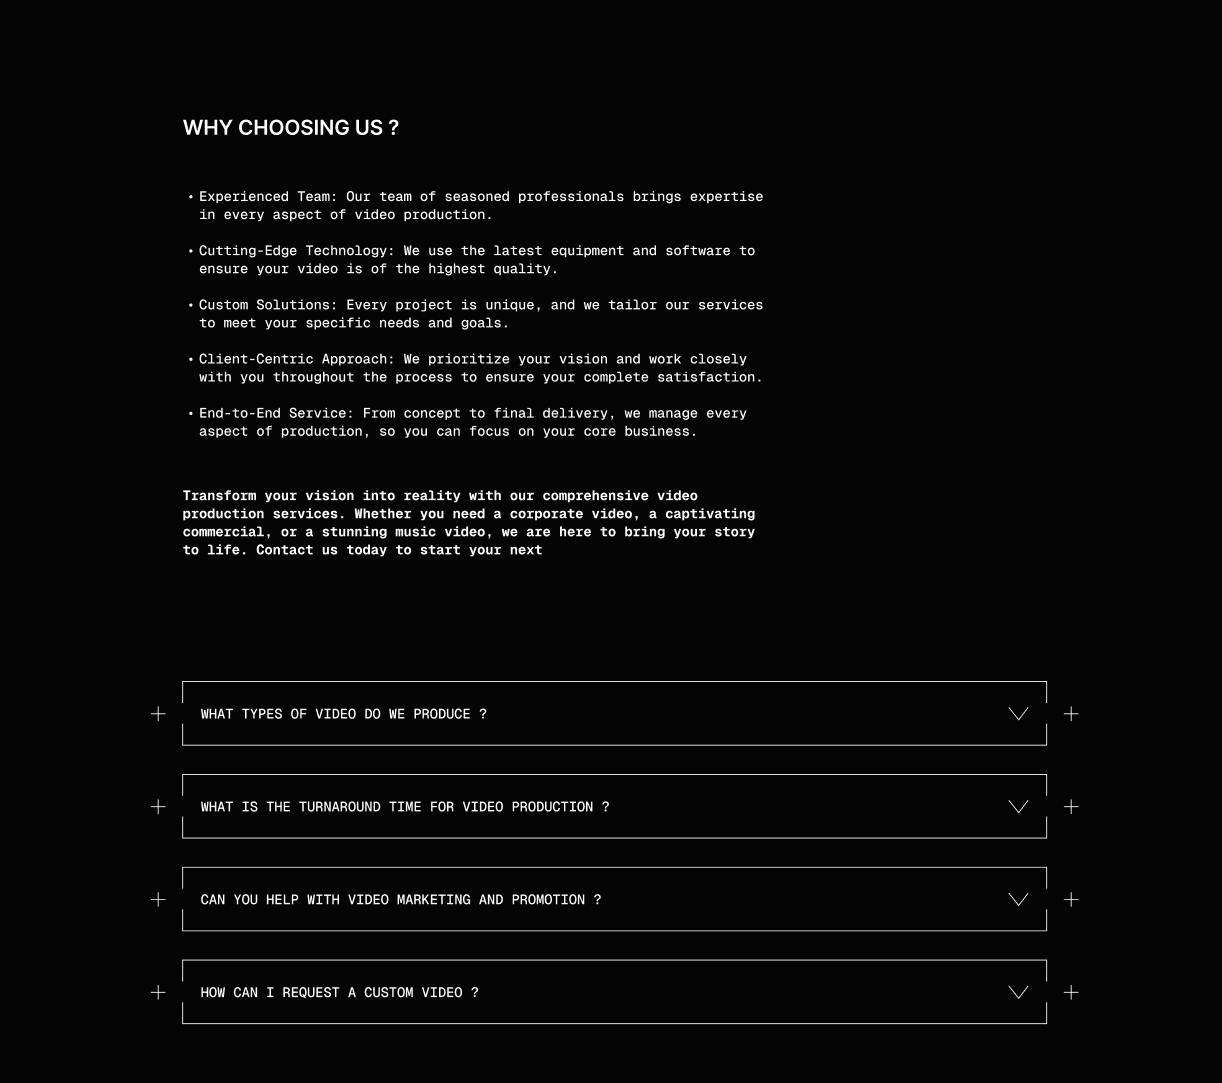 WHY CHOOSING US ?
• Experienced Team: Our team of seasoned professionals brings expertise
in every aspect of video production.
• Cutting-Edge Technology: We use the latest equipment and software to
ensure your video is of the highest quality.
• Custom Solutions: Every project is unique, and we tailor our services
to meet your specific needs and goals.
• Client-Centric Approach: We prioritize your vision and work closely
with you throughout the process to ensure your complete satisfaction.
• End-to-End Service: From concept to final delivery, we manage every
aspect of production, so you can focus on your core business.
Transform your vision into reality with our comprehensive video
production services. Whether you need a corporate video, a captivating
commercial, or a stunning music video, we are here to bring your story
to life. Contact us today to start your next
WHAT TYPES OF VIDEO DO WE PRODUCE ?
WHAT IS THE TURNAROUND TIME FOR VIDEO PRODUCTION ?
CAN YOU HELP WITH VIDEO MARKETING AND PROMOTION ?
HOW CAN I REQUEST A CUSTOM VIDEO ?